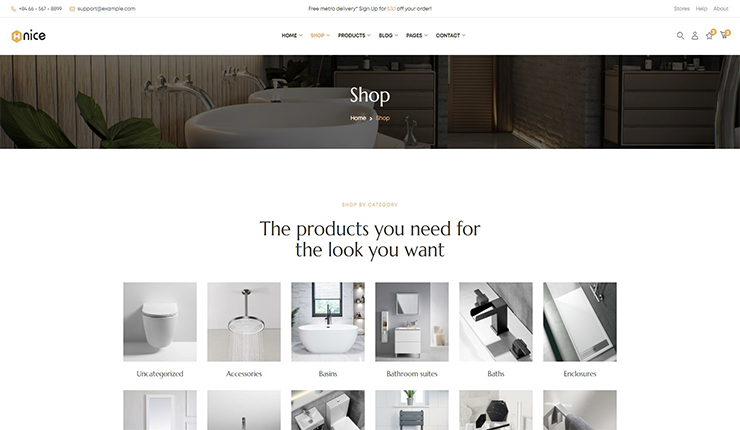 +84 66 - 567 - 8899
support@example.com
Free metro delivery* Sign Up for $30 off your order!!
Stores Help About
nice
HOME SHOP PRODUCTS BLOG PAGES CONTACT
0 0
Shop
Home > Shop
SHOP BY CATEGORY
The products you need for
the look you want
Uncategorized Accessories Basins Bathroom suites Baths Enclosures